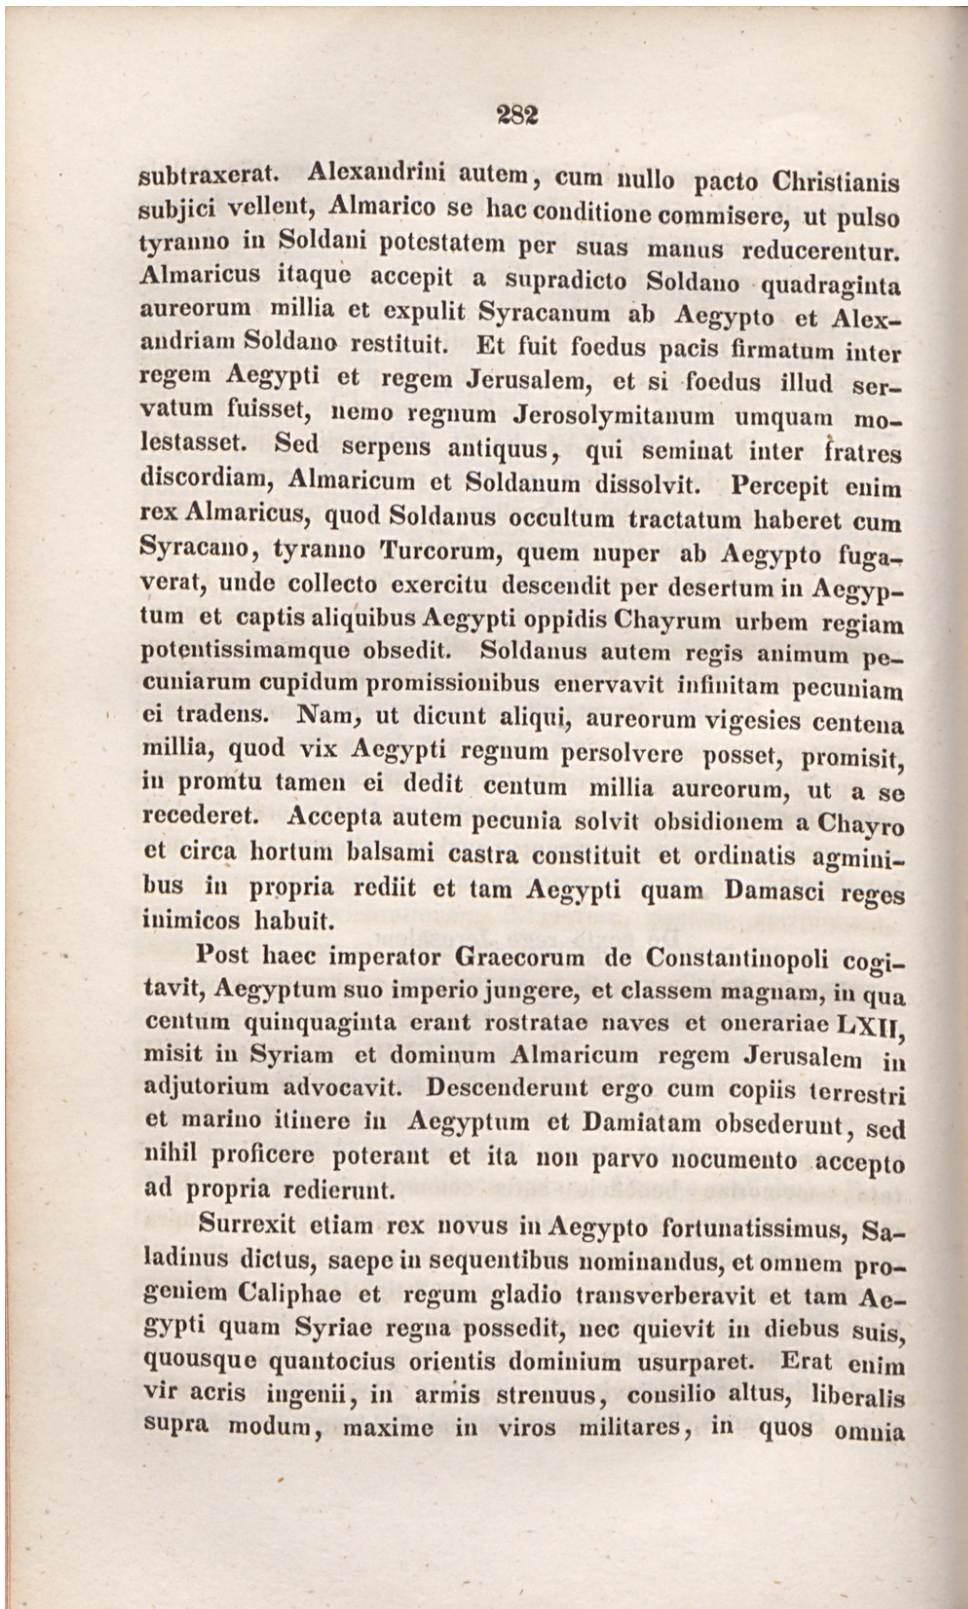 282
subtraxerat. Alexandrini autem, cum nullo pacto Christianis
subjici vellent, Almarico se hac conditione commisere, ut pulso
tyranno in Soldani potestatem per suas manus reducerentur.
Almaricus itaque accepit a supradicto Soldano quadraginta
aureorum millia et expulit Syracanum ab Aegypto et Alex-
andriam Soldano restituit. Et fuit foedus pacis firmatum inter
regem Aegypti et regem Jerusalem, et si foedus illud ser-
vatum fuisset, nemo regnum Jerosolymitanum umquam mo-
lestasset. Sed serpens antiquus, qui seminat inter fratres
discordiam, Almaricum et Soldanum dissolvit. Percepit enim
rex Almaricus, quod Soldanus occultum tractatum haberet cum
Syracano, tyranno Turcorum, quem nuper ab Aegypto fuga-
verat, unde collecto exercitu descendit per desertum in Aegyp-
tum et captis aliquibus Aegypti oppidis Chayrum urbem regiam
potentissimamque obsedit. Soldanus autem regis animum pe-
cuniarum cupidum promissionibus enervavit infinitam pecuniam
ei tradens. Nam, ut dicunt aliqui, aureorum vigesies centena
millia, quod vix Aegypti regnum persolvere posset, promisit,
in promtu tamen ei dedit centum millia aureorum, ut a se
recederet. Accepta autem pecunia solvit obsidionem a Chayro
et circa hortum balsami castra constituit et ordinatis agmini-
bus in propria rediit et tam Aegypti quam Damasci reges
inimicos habuit.
Post haec imperator Graecorum de Constantinopoli cogi-
tavit, Aegyptum suo imperio jungere, et classem magnam, in qua
centum quinquaginta erant rostratae naves et onerariae LXII,
misit in Syriam et dominum Almaricum regem Jerusalem in
adjutorium advocavit. Descenderunt ergo cum copiis terrestri
et marino itinere in Aegyptum et Damiatam obsederunt, sed
nihil proficere poterant et ita non parvo nocumento accepto
ad propria redierunt.
Surrexit etiam rex novus in Aegypto fortunatissimus, Sa-
ladinus dictus, saepe in sequentibus nominandus, et omnem pro-
geniem Caliphae et regum gladio transverberavit et tam Ae-
gypti quam Syriae regna possedit, nec quievit in diebus suis,
quousque quantocius orientis dominium usurparet. Erat enim
vir acris ingenii, in armis strenuus, consilio altus, liberalis
supra modum, maxime in viros militares, in quos omnia